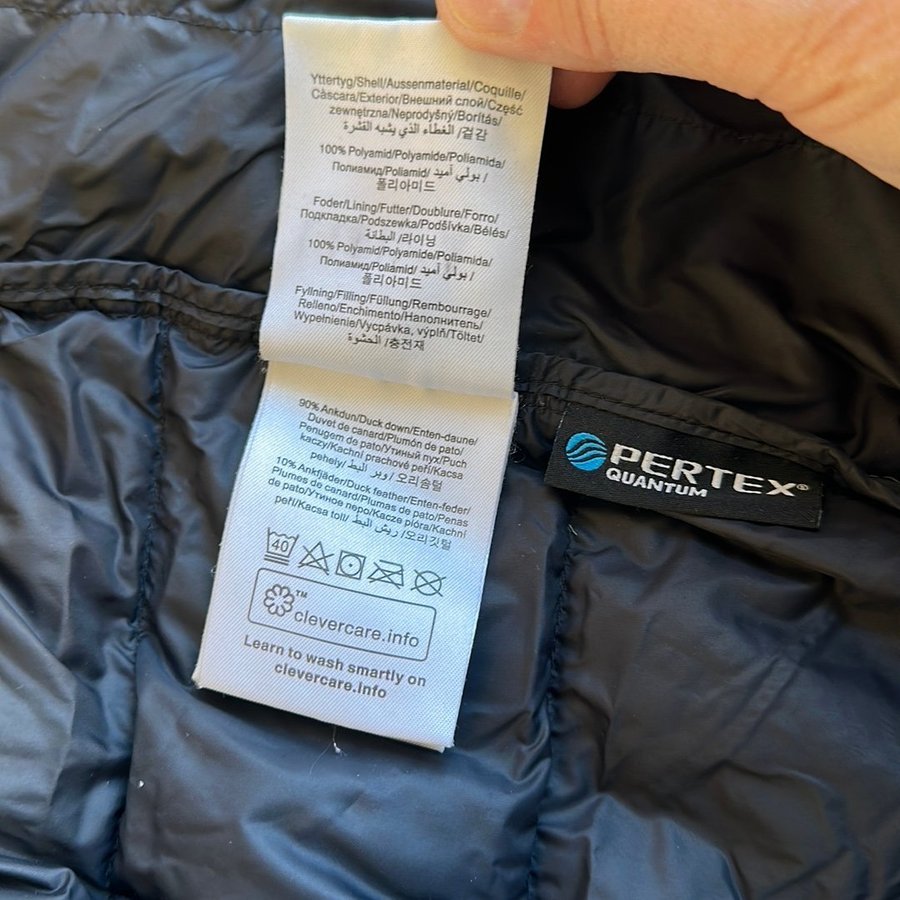 Yttertyg/Shell/Aussenmaterial/Coquille/
Càscara/Exterior/Внешний слой/Część
zewnętrzna/Neprodyšný/Borítás/
الغطاء الذي يشبه القشرة /겉감
100% Polyamid/Polyamide/Poliamida/
Полиамид/Poliamid/ بولي أميد /
폴리아미드
Foder/Lining/Futter/Doublure/Forro/
Подкладка/Podszewka/Podšívka/Bélés/
البطانة /라이닝
100% Polyamid/Polyamide/Poliamida/
Полиамид/Poliamid/ بولي أميد /
폴리아미드
Fyllning/Filling/Füllung/Rembourrage/
Relleno/Enchimento/Наполнитель/
Wypełnienie/Vycpávka, výplň/Töltet/
الحشوة /충전재
90% Ankdun/Duck down/Enten-daune/
Duvet de canard/Plumón de pato/
Penugem de pato/Утиный пух/Puch
kaczy/Kachní prachové peří/Kacsa
pehely/ وبر البط /오리솜털
10% Ankfjäder/Duck feather/Enten-feder/
Plumes de canard/Plumas de pato/Penas
de pato/Утиное перо/Kacze pióra/Kachní
peří/Kacsa toll/ ريش البط /오리깃털
40
™
clevercare.info
Learn to wash smartly on
clevercare.info
PERTEX®
QUANTUM